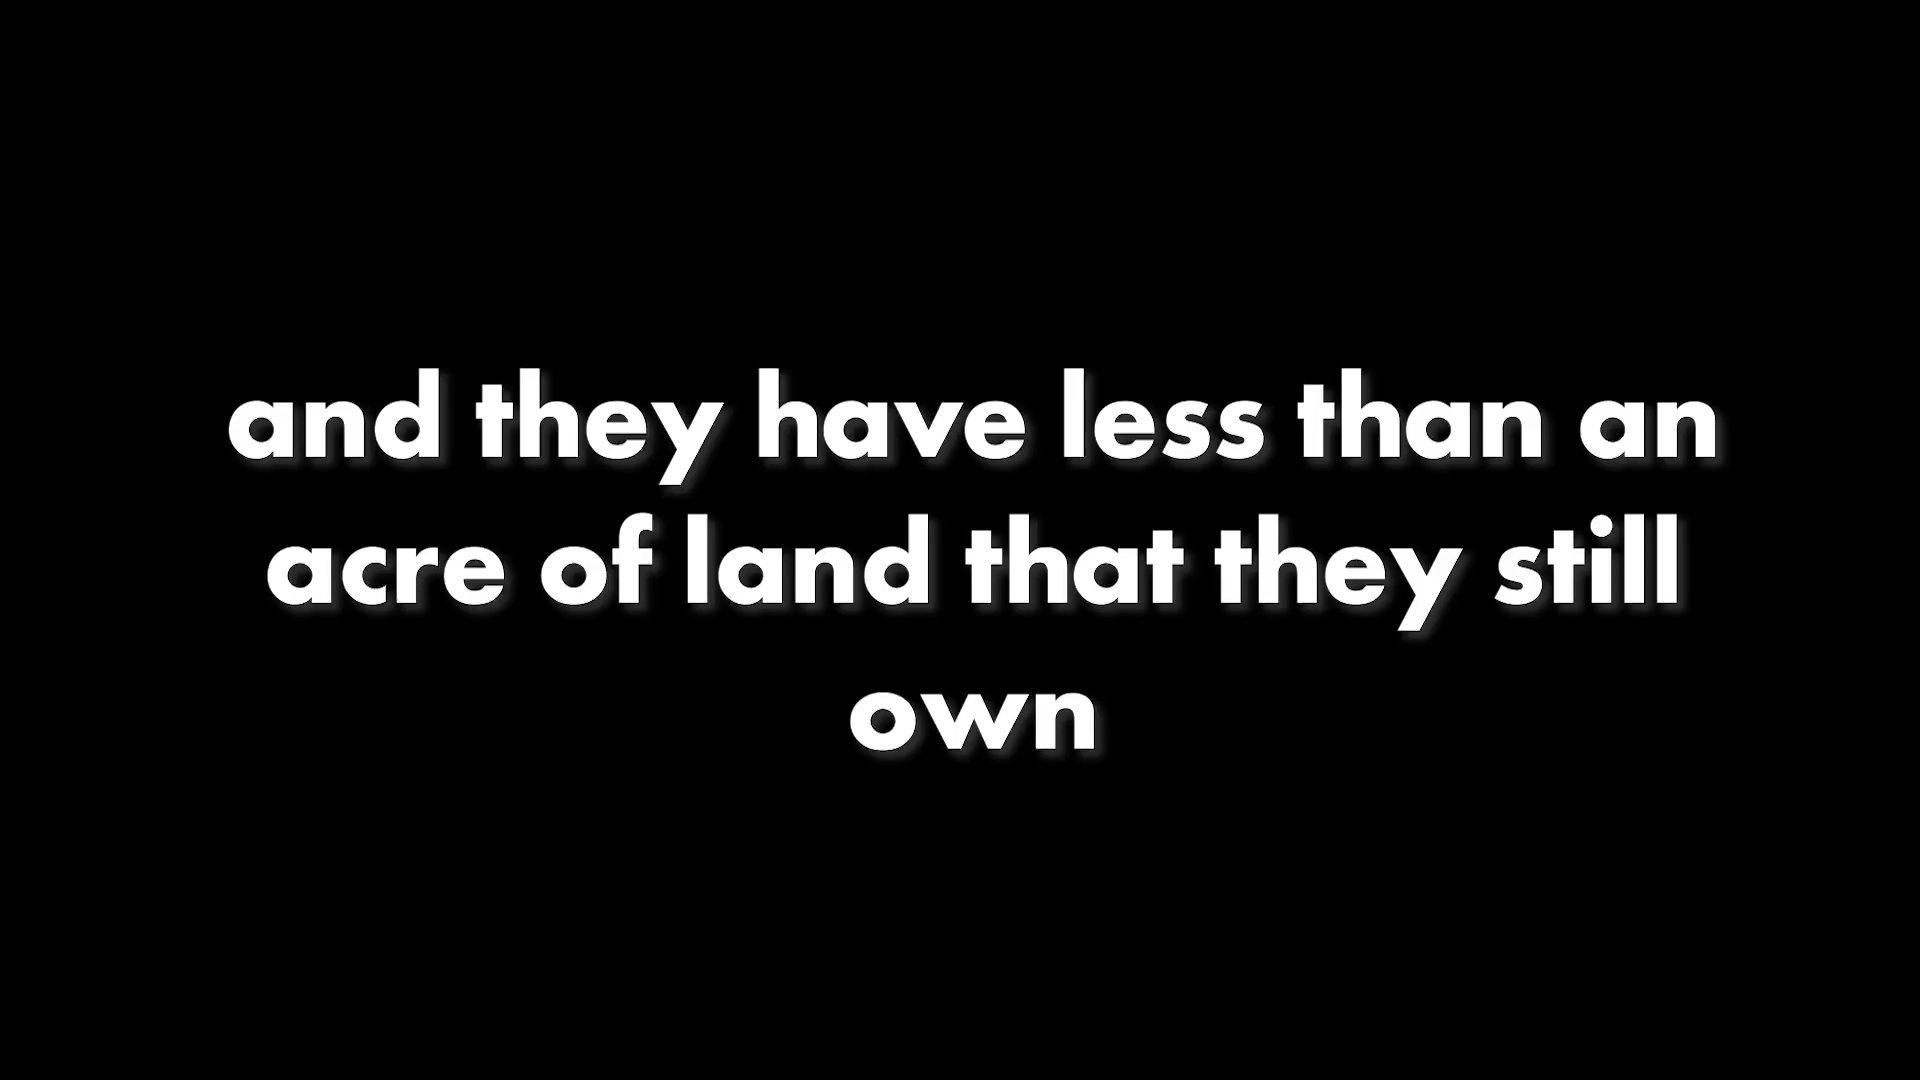 and they have less than an
acre of land that they still
own